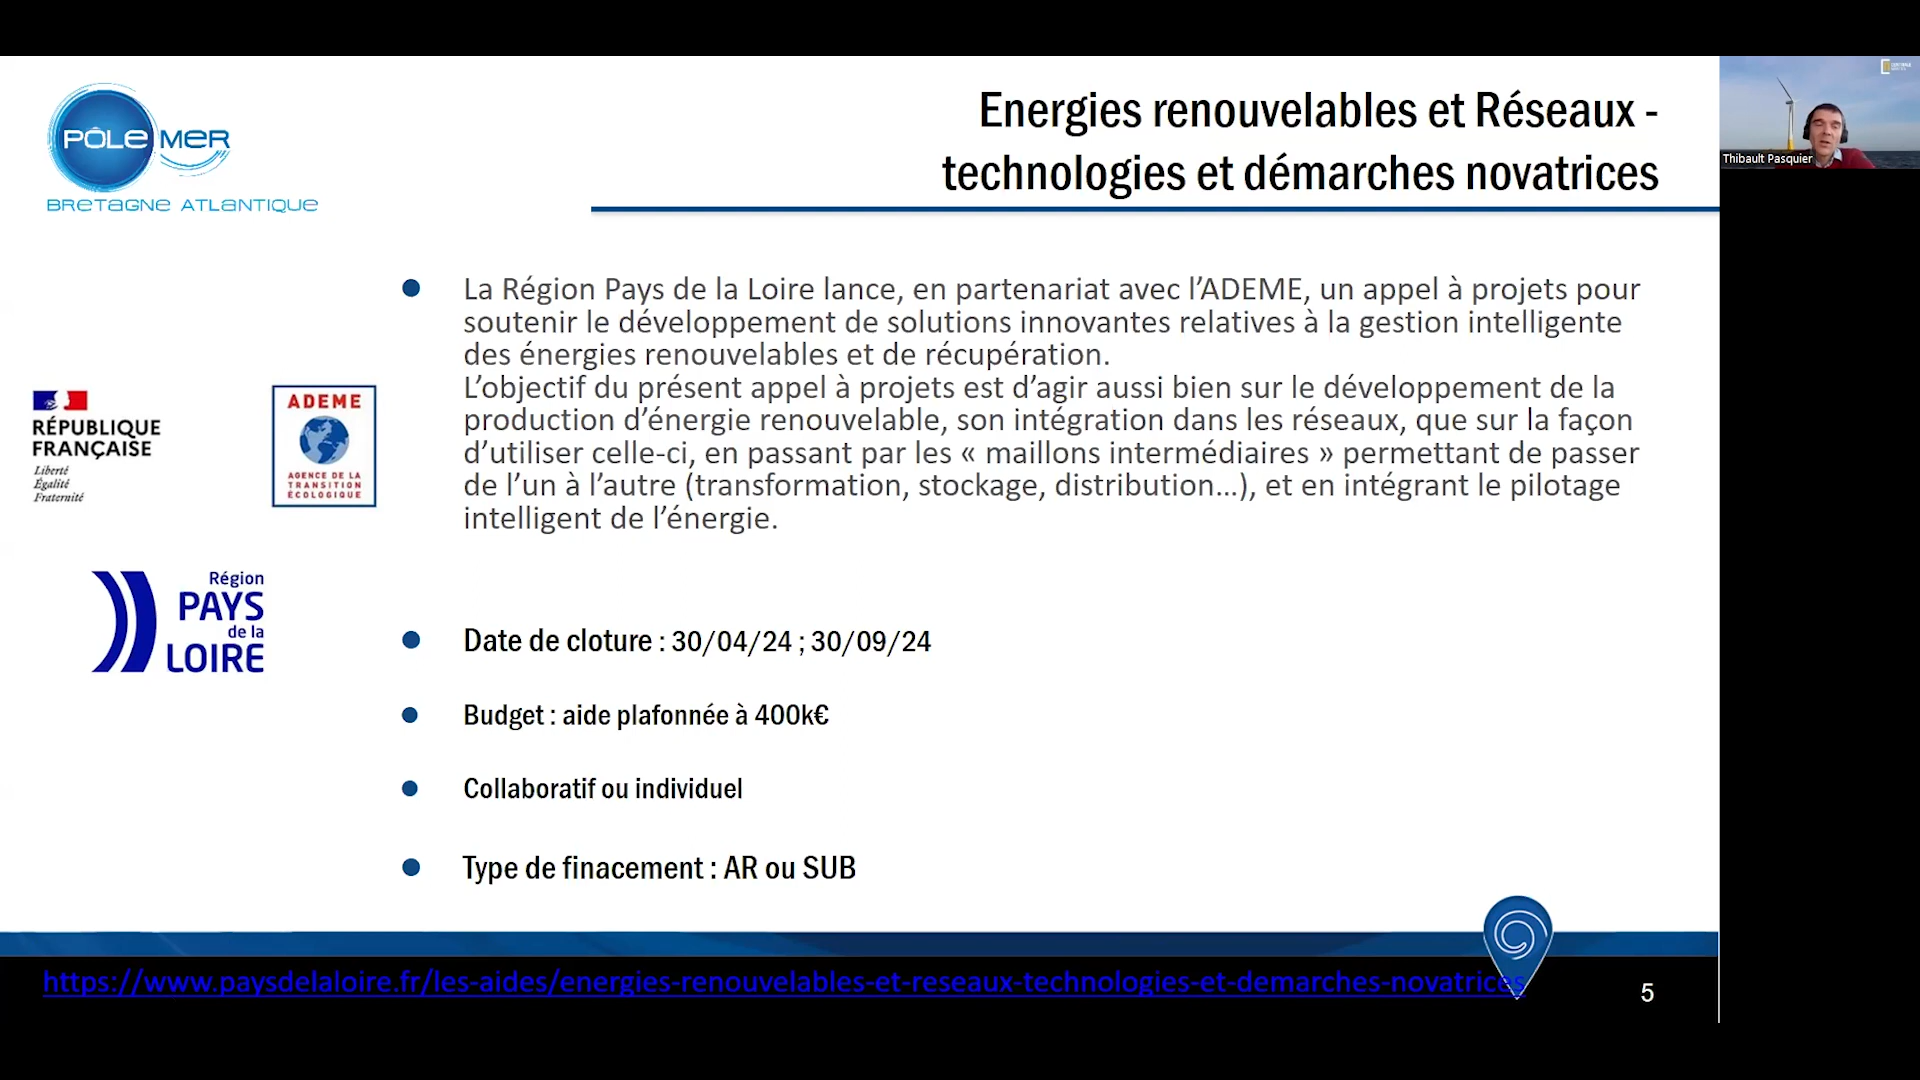 PÔLE MER
BRETAGNE ATLANTIQUE
Energies renouvelables et Réseaux -
technologies et démarches novatrices
Thibault Pasquier
La Région Pays de la Loire lance, en partenariat avec l’ADEME, un appel à projets pour
soutenir le développement de solutions innovantes relatives à la gestion intelligente
des énergies renouvelables et de récupération.
L’objectif du présent appel à projets est d’agir aussi bien sur le développement de la
production d’énergie renouvelable, son intégration dans les réseaux, que sur la façon
d’utiliser celle-ci, en passant par les « maillons intermédiaires » permettant de passer
de l’un à l’autre (transformation, stockage, distribution…), et en intégrant le pilotage
intelligent de l’énergie.
RÉPUBLIQUE
FRANÇAISE
Liberté
Égalité
Fraternité
ADEME
AGENCE DE LA
TRANSITION
ÉCOLOGIQUE
Région
PAYS
de la
LOIRE
Date de cloture : 30/04/24 ; 30/09/24
Budget : aide plafonnée à 400k€
Collaboratif ou individuel
Type de finacement : AR ou SUB
https://www.paysdelaloire.fr/les-aides/energies-renouvelables-et-reseaux-technologies-et-demarches-novatrices
5